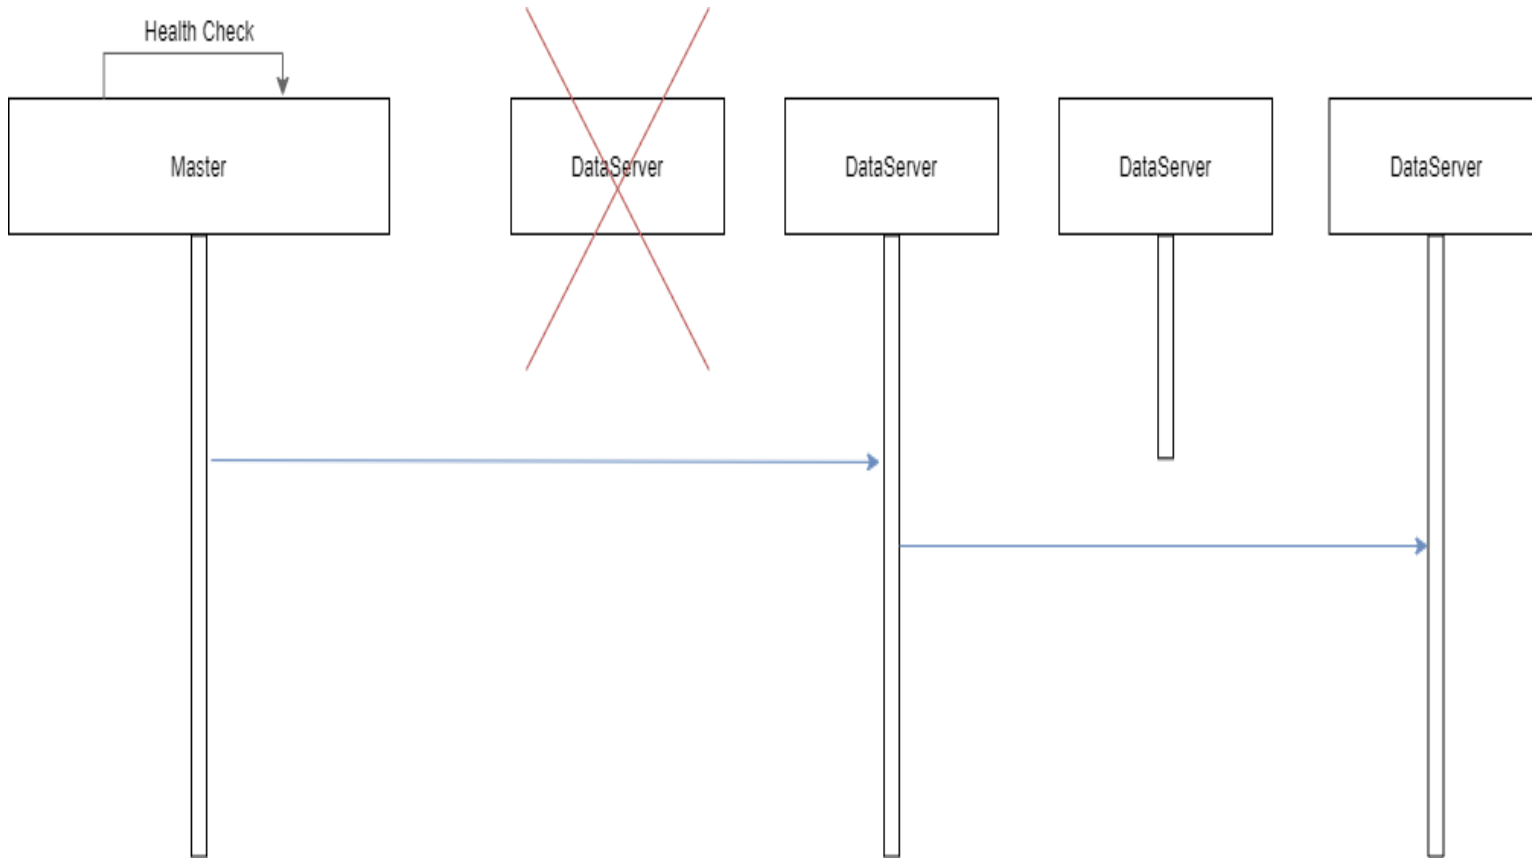 Health Check
Master
DataServer
DataServer
DataServer
DataServer